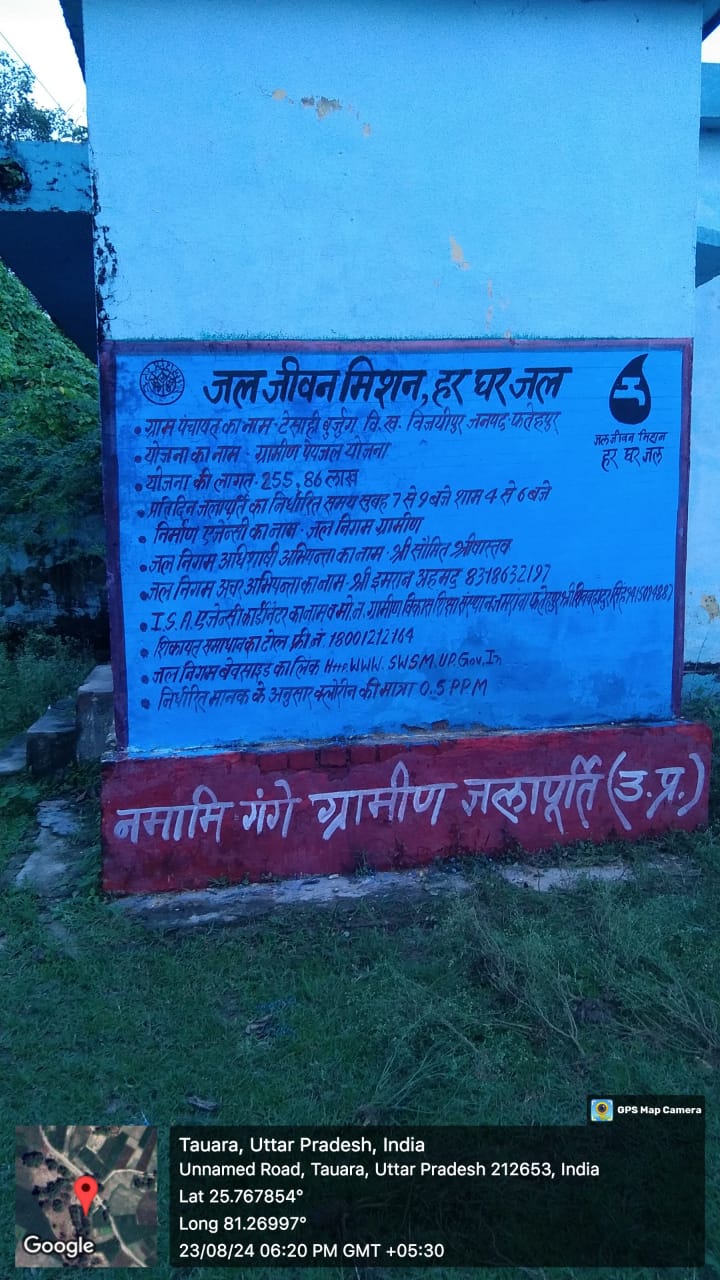 जल जीवन मिशन, हर घर जल
जल जीवन मिशन
हर घर जल
• ग्राम पंचायत का नाम - टेसाही बुर्जुग वि. ख. विजयीपुर जनपद फतेहपुर
• योजना का नाम - ग्रामीण पेयजल योजना
• योजना की लागत - 255.86 लाख
• प्रतिदिन जलापूर्ति का निर्धारित समय सुबह 7 से 9 बजे शाम 4 से 6 बजे
• निर्माण एजेन्सी का नाम - जल निगम ग्रामीण
• जल निगम अधिशाषी अभियन्ता का नाम - श्री सौमित श्रीवास्तव
• जल निगम अवर अभियन्ता का नाम - श्री इमरान अहमद 8318632197
• I.S.A. एजेन्सी कार्डीनेटर का नाम व मो. न. ग्रामीण विकास शिक्षा संस्थान फतेहपुर श्री शिव बहादुर सिंह
• शिकायत समाधान का टोल फ्री नं. 18001212164
• जल निगम बेवसाइड का लिंक Http.WWW.SWSM.UP.Gov.In
• निर्धारित मानक के अनुसार क्लोरीन की मात्रा 0.5 PPM
नमामि गंगे ग्रामीण जलापूर्ति (उ.प्र.)
GPS Map Camera
Tauara, Uttar Pradesh, India
Unnamed Road, Tauara, Uttar Pradesh 212653, India
Lat 25.767854°
Long 81.26997°
23/08/24 06:20 PM GMT +05:30
Google